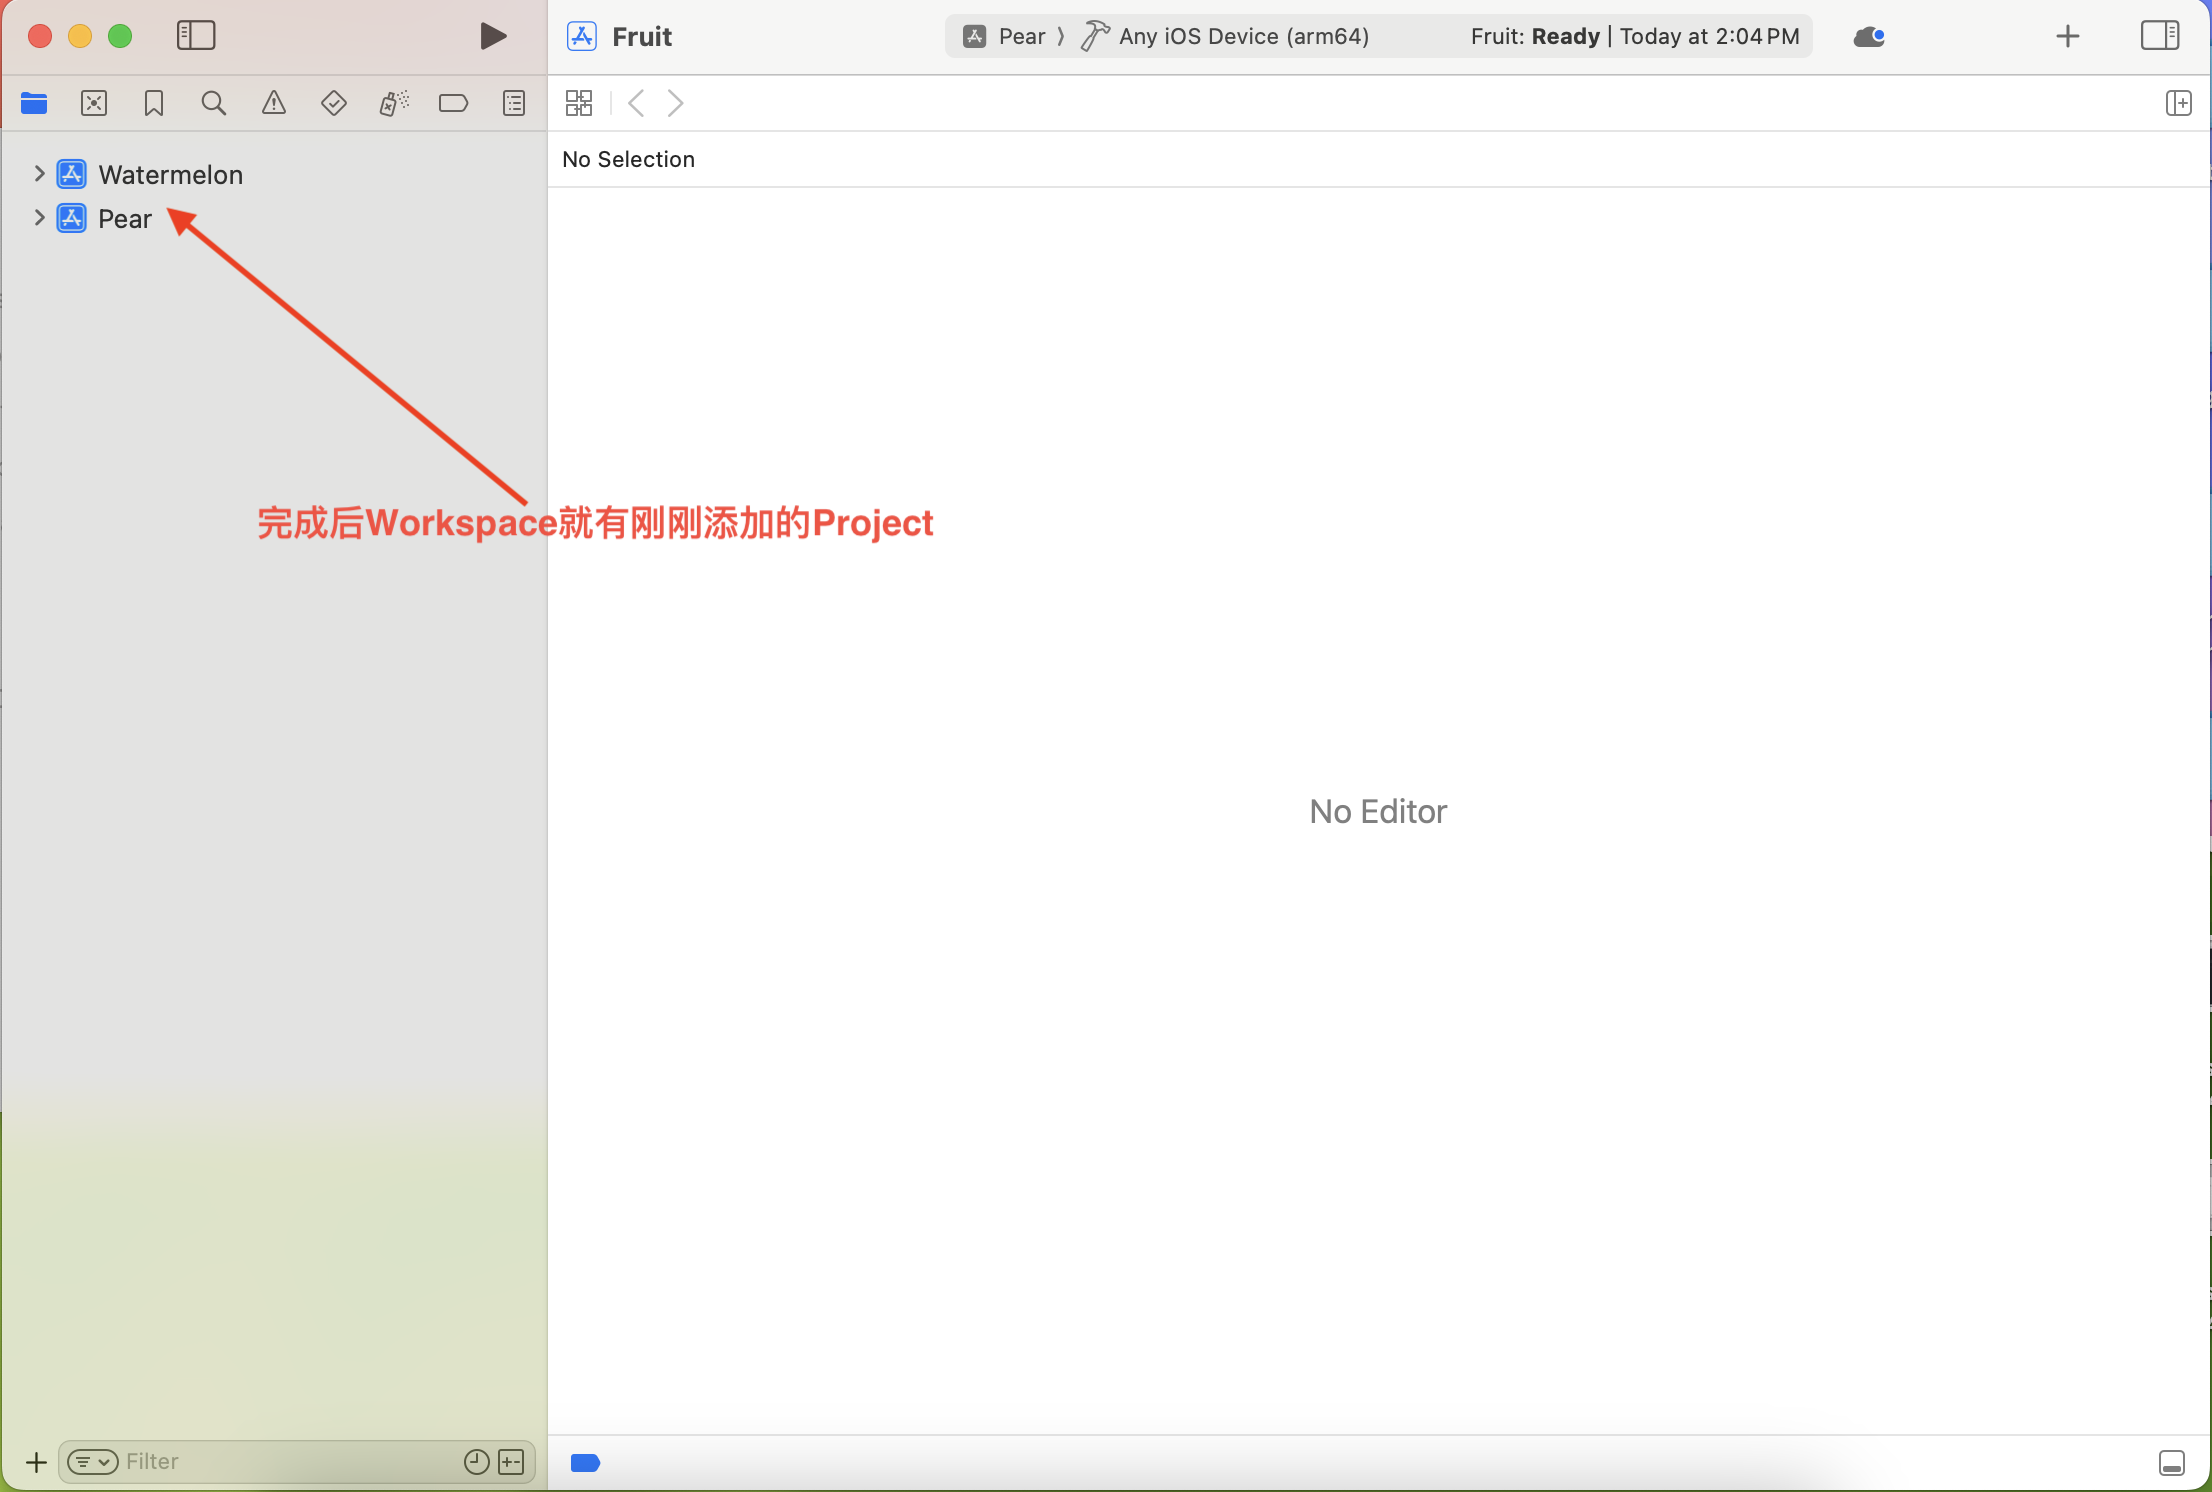 Fruit
Pear
Any iOS Device (arm64)
Fruit: Ready | Today at 2:04 PM
No Selection
Watermelon
Pear
完成后Workspace就有刚刚添加的Project
No Editor
Filter